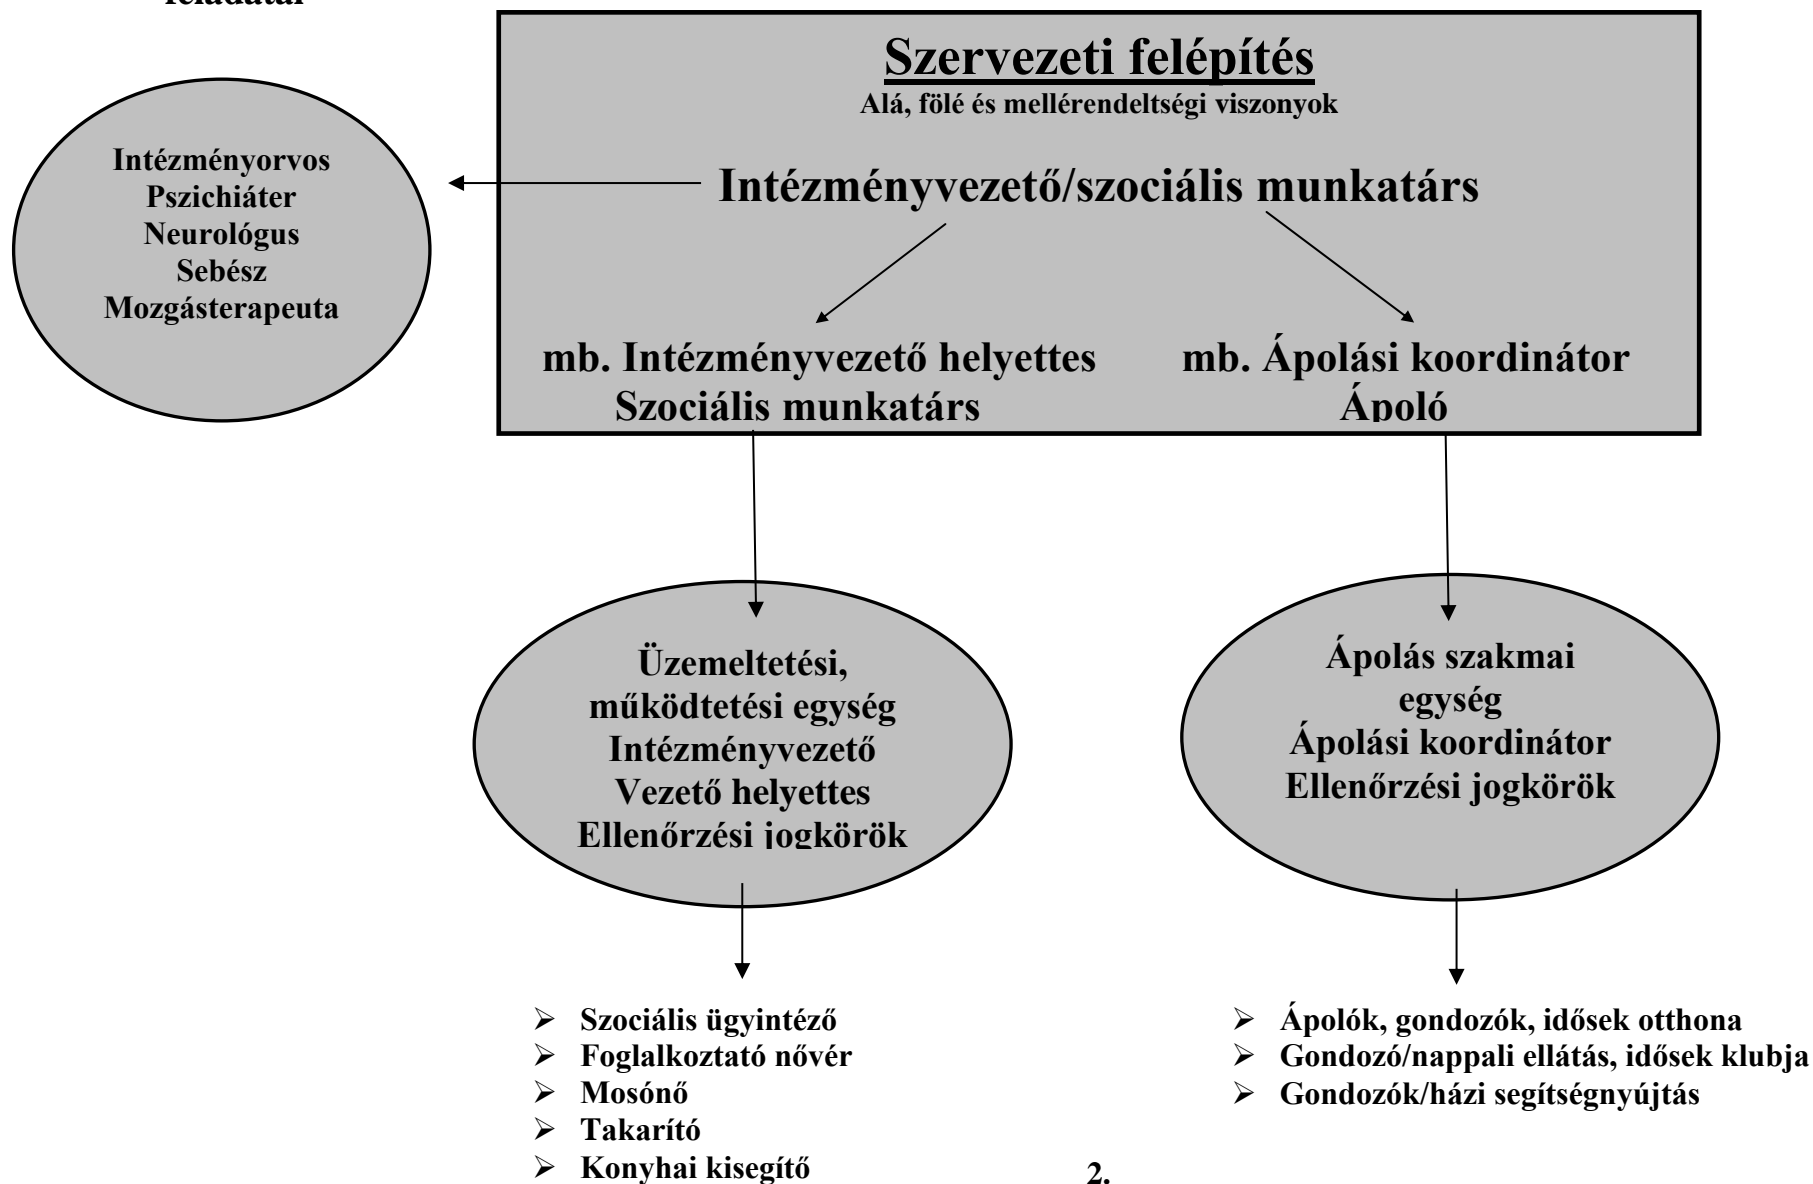 feladatai
Szervezeti felépítés
Alá, fölé és mellérendeltségi viszonyok
Intézményorvos
Pszichiáter
Neurológus
Sebész
Mozgásterapeuta
Intézményvezető/szociális munkatárs
mb. Intézményvezető helyettes
Szociális munkatárs
mb. Ápolási koordinátor
Ápoló
Üzemeltetési,
működtetési egység
Intézményvezető
Vezető helyettes
Ellenőrzési jogkörök
Ápolás szakmai
egység
Ápolási koordinátor
Ellenőrzési jogkörök
➢ Szociális ügyintéző
➢ Foglalkoztató nővér
➢ Mosónő
➢ Takarító
➢ Konyhai kisegítő
➢ Ápolók, gondozók, idősek otthona
➢ Gondozó/nappali ellátás, idősek klubja
➢ Gondozók/házi segítségnyújtás
2.